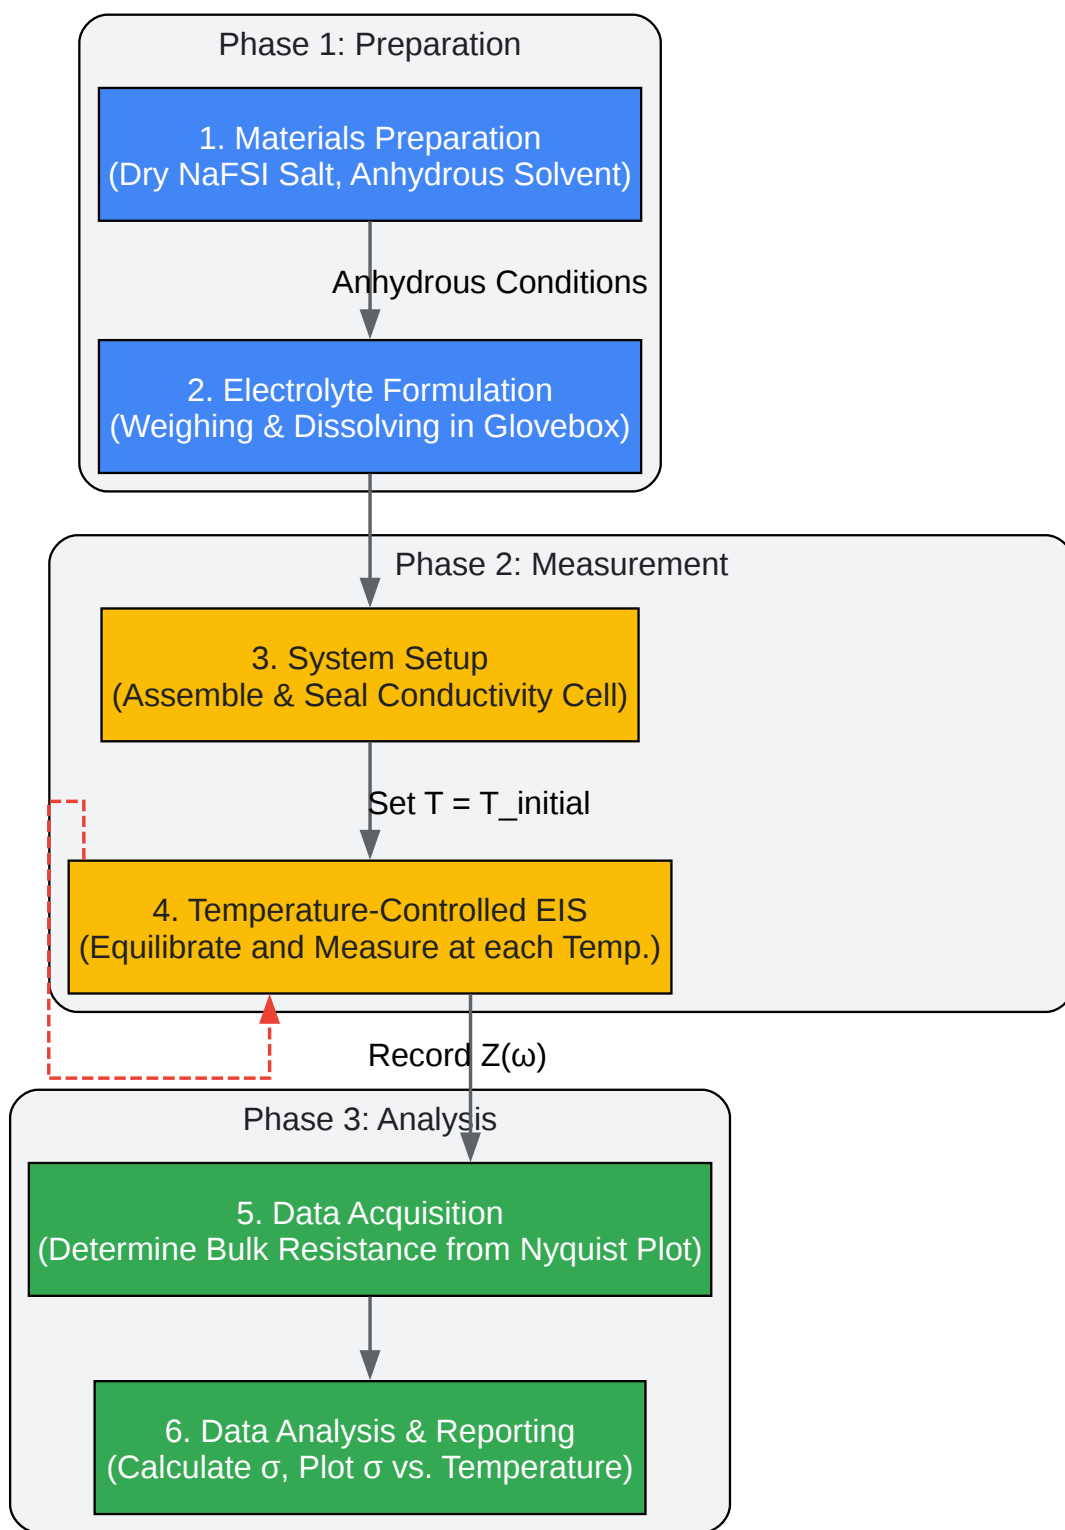 Phase 1: Preparation
1. Materials Preparation
(Dry NaFSI Salt, Anhydrous Solvent)
Anhydrous Conditions
2. Electrolyte Formulation
(Weighing & Dissolving in Glovebox)
Phase 2: Measurement
3. System Setup
(Assemble & Seal Conductivity Cell)
Set T = T_initial
4. Temperature-Controlled EIS
(Equilibrate and Measure at each Temp.)
Record Z(ω)
Phase 3: Analysis
5. Data Acquisition
(Determine Bulk Resistance from Nyquist Plot)
6. Data Analysis & Reporting
(Calculate σ, Plot σ vs. Temperature)